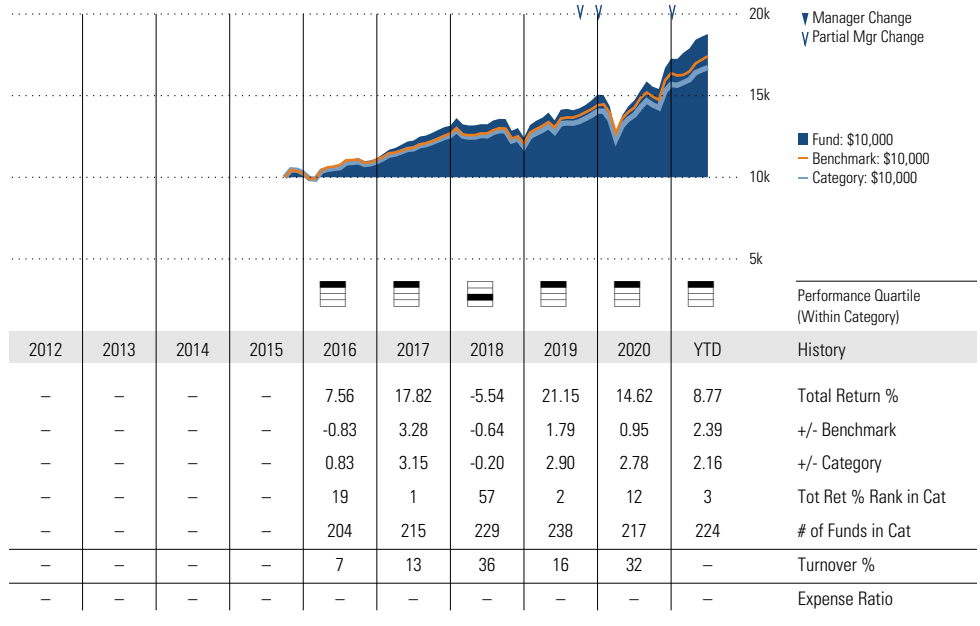 20k
Manager Change
Partial Mgr Change
15k
Fund: $10,000
Benchmark: $10,000
Category: $10,000
10k
5k
Performance Quartile
(Within Category)
2012 2013 2014 2015 2016 2017 2018 2019 2020 YTD History
– – – – 7.56 17.82 -5.54 21.15 14.62 8.77 Total Return %
– – – – -0.83 3.28 -0.64 1.79 0.95 2.39 +/- Benchmark
– – – – 0.83 3.15 -0.20 2.90 2.78 2.16 +/- Category
– – – – 19 1 57 2 12 3 Tot Ret % Rank in Cat
– – – – 204 215 229 238 217 224 # of Funds in Cat
– – – – 7 13 36 16 32 – Turnover %
– – – – – – – – – – Expense Ratio